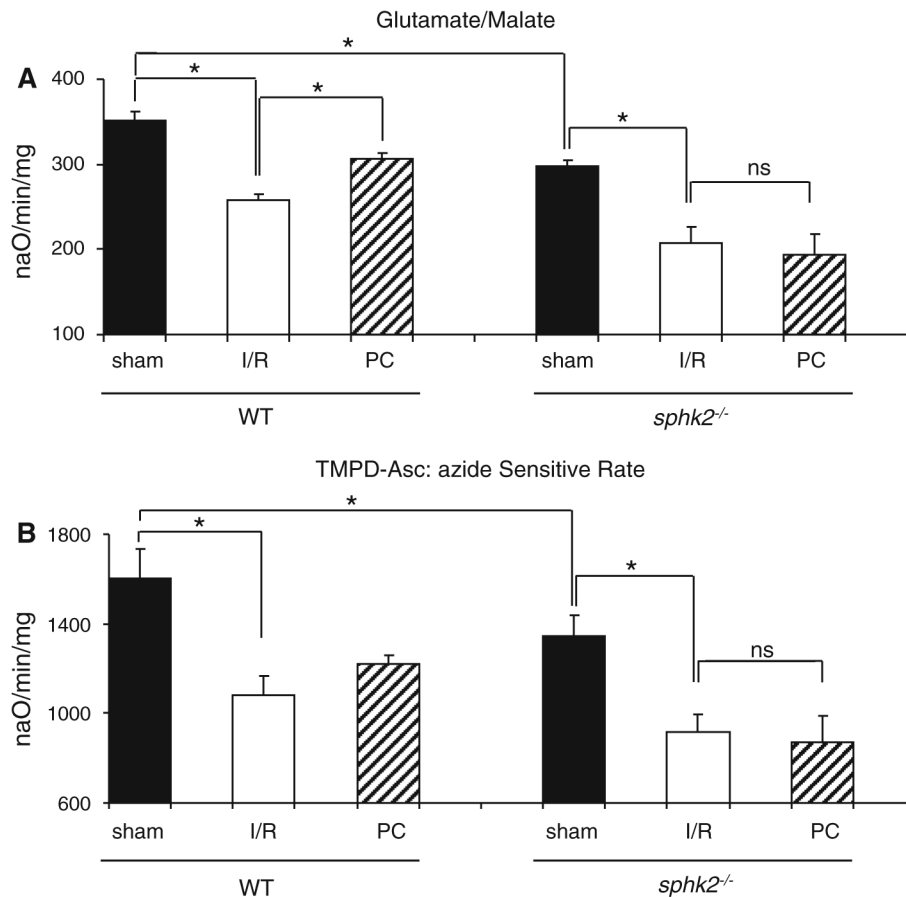 Glutamate/Malate
A
* * * *
ns
naO/min/mg
400
300
200
100
sham I/R PC sham I/R PC
WT sphk2-/-
TMPD-Asc: azide Sensitive Rate
B
* * *
ns
naO/min/mg
1800
1400
1000
600
sham I/R PC sham I/R PC
WT sphk2-/-